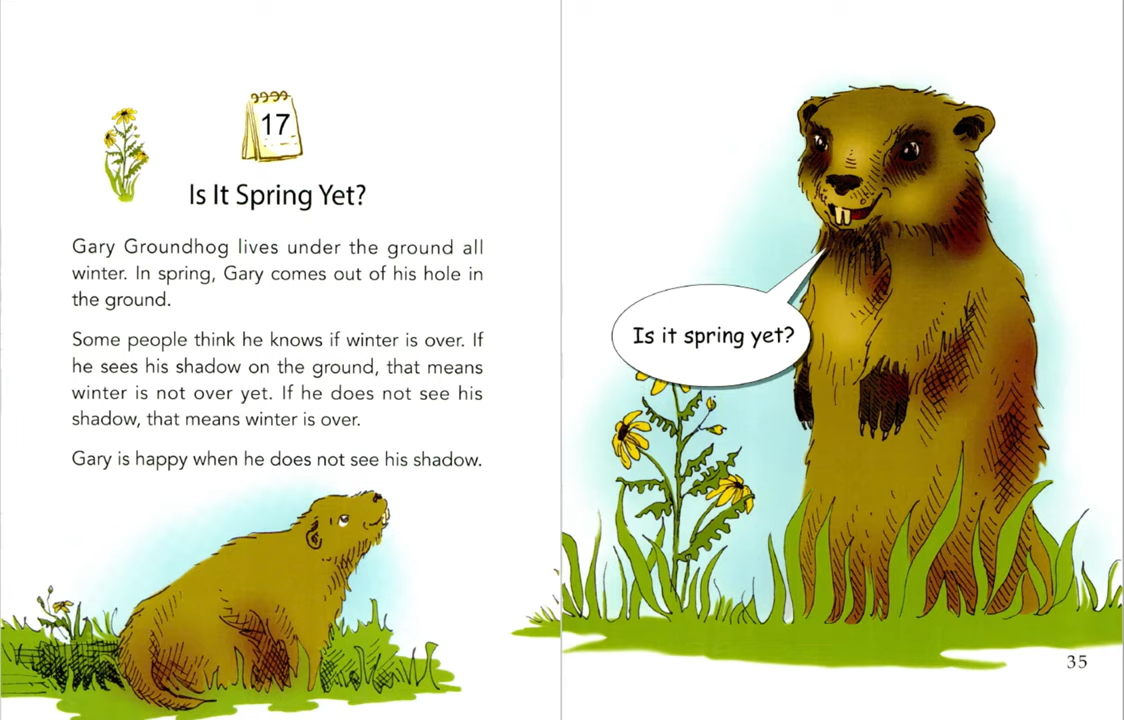 17
Is It Spring Yet?
Gary Groundhog lives under the ground all
winter. In spring, Gary comes out of his hole in
the ground.
Some people think he knows if winter is over. If
he sees his shadow on the ground, that means
winter is not over yet. If he does not see his
shadow, that means winter is over.
Gary is happy when he does not see his shadow.
Is it spring yet?
35